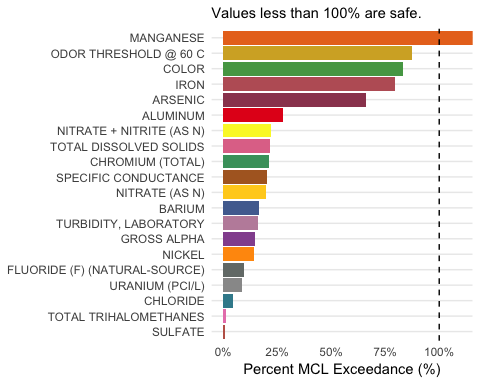 Values less than 100% are safe.
MANGANESE
ODOR THRESHOLD @ 60 C
COLOR
IRON
ARSENIC
ALUMINUM
NITRATE + NITRITE (AS N)
TOTAL DISSOLVED SOLIDS
CHROMIUM (TOTAL)
SPECIFIC CONDUCTANCE
NITRATE (AS N)
BARIUM
TURBIDITY, LABORATORY
GROSS ALPHA
NICKEL
FLUORIDE (F) (NATURAL-SOURCE)
URANIUM (PCI/L)
CHLORIDE
TOTAL TRIHALOMETHANES
SULFATE
0% 25% 50% 75% 100%
Percent MCL Exceedance (%)